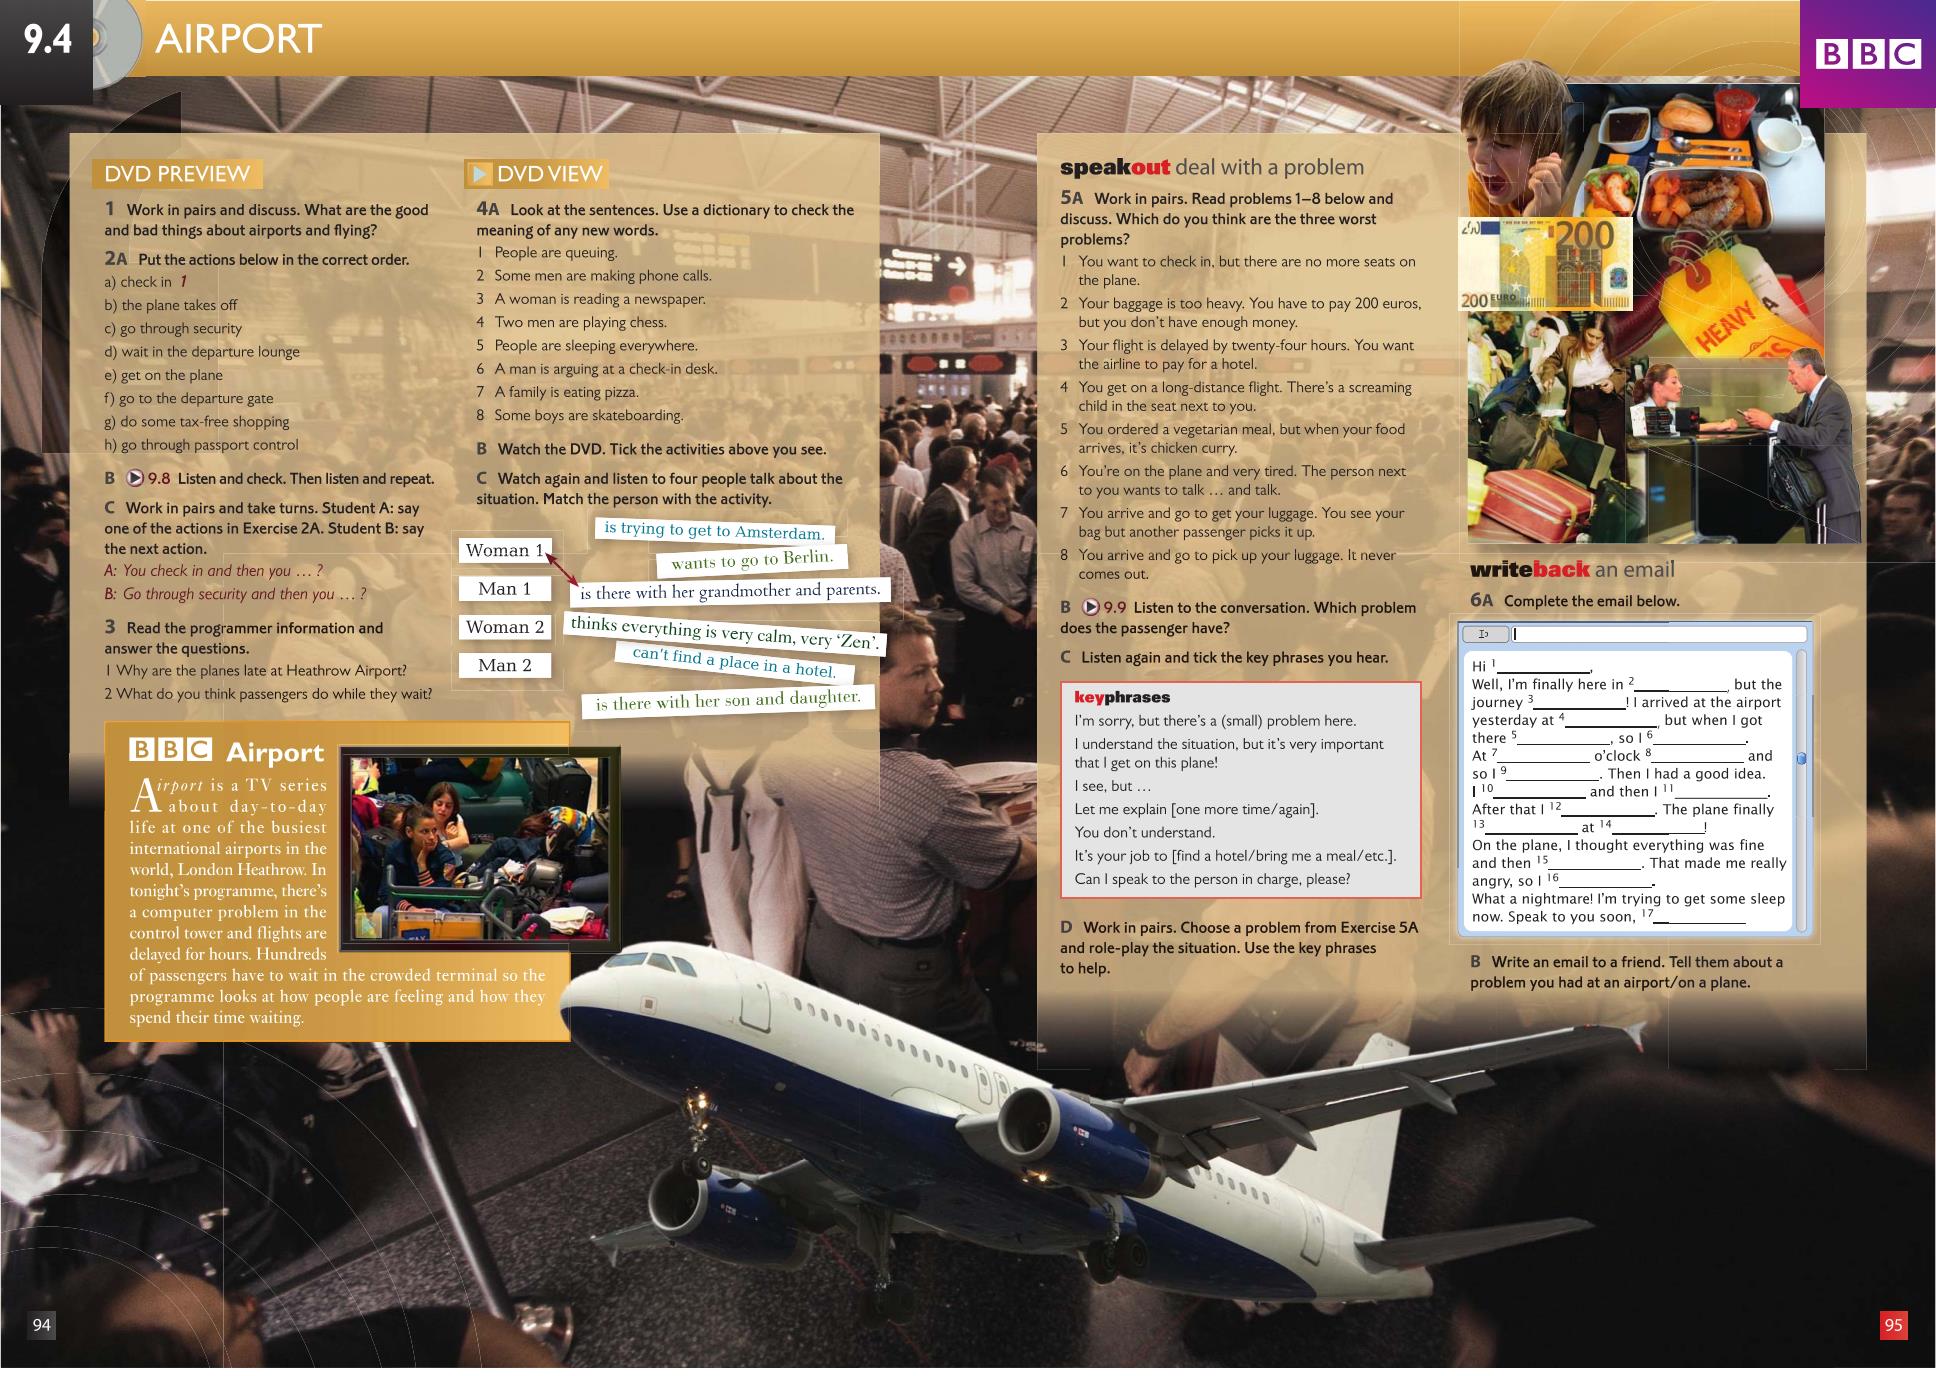 9.4
AIRPORT
BBC
DVD PREVIEW
1 Work in pairs and discuss. What are the good
and bad things about airports and flying?
2A Put the actions below in the correct order.
a) check in 1
b) the plane takes off
c) go through security
d) wait in the departure lounge
e) get on the plane
f) go to the departure gate
g) do some tax-free shopping
h) go through passport control
B 9.8 Listen and check. Then listen and repeat.
C Work in pairs and take turns. Student A: say
one of the actions in Exercise 2A. Student B: say
the next action.
A: You check in and then you … ?
B: Go through security and then you … ?
3 Read the programmer information and
answer the questions.
1 Why are the planes late at Heathrow Airport?
2 What do you think passengers do while they wait?
BBC Airport
Airport is a TV series
about day-to-day
life at one of the busiest
international airports in the
world, London Heathrow. In
tonight's programme, there's
a computer problem in the
control tower and flights are
delayed for hours. Hundreds
of passengers have to wait in the crowded terminal so the
programme looks at how people are feeling and how they
spend their time waiting.
DVD VIEW
4A Look at the sentences. Use a dictionary to check the
meaning of any new words.
1 People are queuing.
2 Some men are making phone calls.
3 A woman is reading a newspaper.
4 Two men are playing chess.
5 People are sleeping everywhere.
6 A man is arguing at a check-in desk.
7 A family is eating pizza.
8 Some boys are skateboarding.
B Watch the DVD. Tick the activities above you see.
C Watch again and listen to four people talk about the
situation. Match the person with the activity.
Woman 1
Man 1
Woman 2
Man 2
is trying to get to Amsterdam.
wants to go to Berlin.
is there with her grandmother and parents.
thinks everything is very calm, very 'Zen'.
can't find a place in a hotel.
is there with her son and daughter.
speakout deal with a problem
5A Work in pairs. Read problems 1–8 below and
discuss. Which do you think are the three worst
problems?
1 You want to check in, but there are no more seats on
the plane.
2 Your baggage is too heavy. You have to pay 200 euros,
but you don't have enough money.
3 Your flight is delayed by twenty-four hours. You want
the airline to pay for a hotel.
4 You get on a long-distance flight. There's a screaming
child in the seat next to you.
5 You ordered a vegetarian meal, but when your food
arrives, it's chicken curry.
6 You're on the plane and very tired. The person next
to you wants to talk … and talk.
7 You arrive and go to get your luggage. You see your
bag but another passenger picks it up.
8 You arrive and go to pick up your luggage. It never
comes out.
B 9.9 Listen to the conversation. Which problem
does the passenger have?
C Listen again and tick the key phrases you hear.
keyphrases
I'm sorry, but there's a (small) problem here.
I understand the situation, but it's very important
that I get on this plane!
I see, but …
Let me explain [one more time/again].
You don't understand.
It's your job to [find a hotel/bring me a meal/etc.].
Can I speak to the person in charge, please?
D Work in pairs. Choose a problem from Exercise 5A
and role-play the situation. Use the key phrases
to help.
200
200 EURO
HEAVY
writeback an email
6A Complete the email below.
Hi 1__________,
Well, I'm finally here in 2__________, but the
journey 3__________! I arrived at the airport
yesterday at 4__________, but when I got
there 5__________, so I 6__________.
At 7__________ o'clock 8__________ and
so I 9__________. Then I had a good idea.
I 10__________ and then I 11__________.
After that I 12__________. The plane finally
13__________ at 14__________!
On the plane, I thought everything was fine
and then 15__________. That made me really
angry, so I 16__________.
What a nightmare! I'm trying to get some sleep
now. Speak to you soon, 17__________
B Write an email to a friend. Tell them about a
problem you had at an airport/on a plane.
94
95